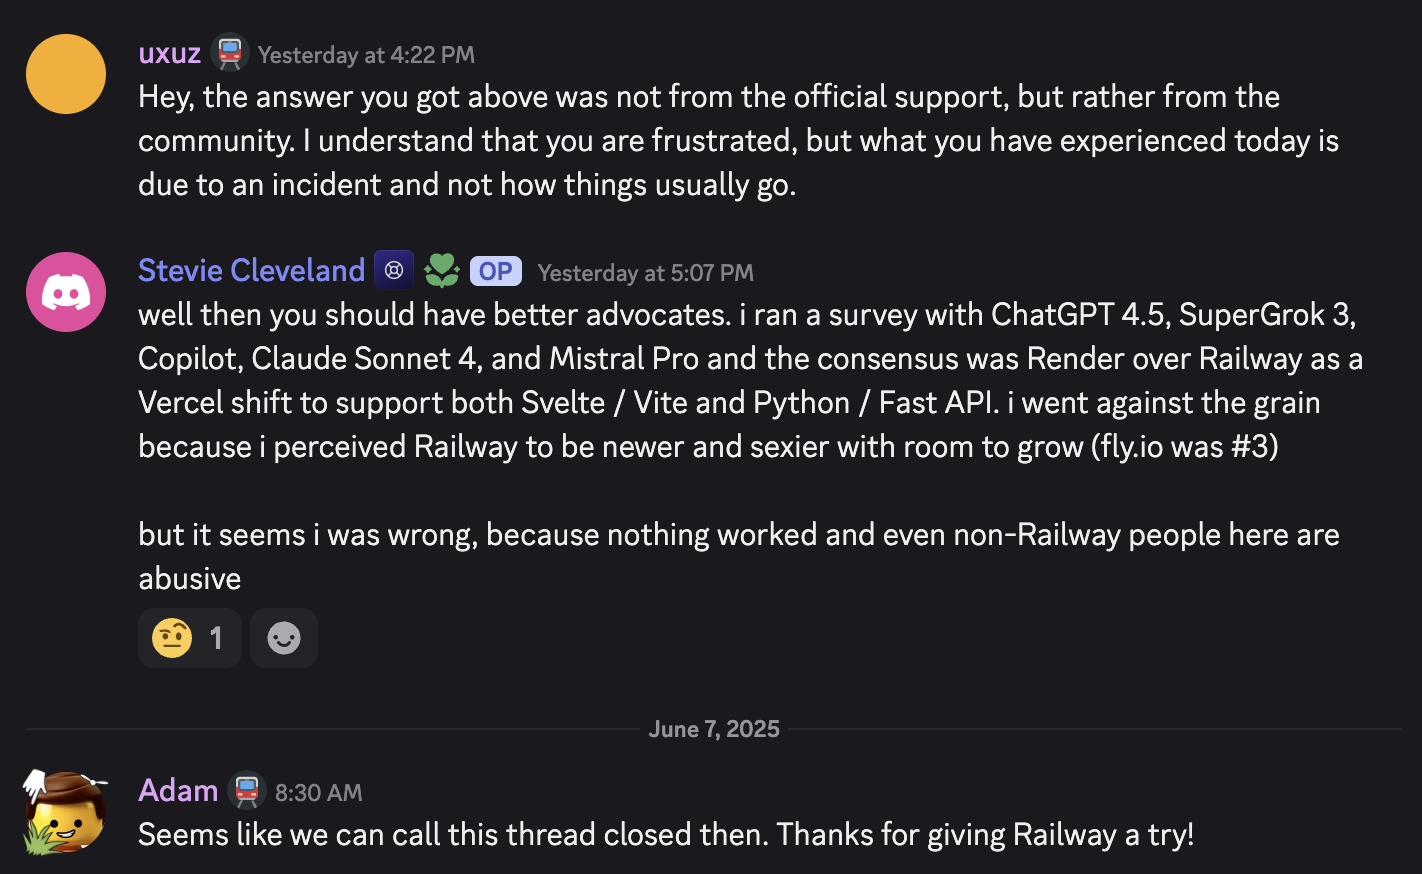 uxuz Yesterday at 4:22 PM
Hey, the answer you got above was not from the official support, but rather from the
community. I understand that you are frustrated, but what you have experienced today is
due to an incident and not how things usually go.
Stevie Cleveland OP Yesterday at 5:07 PM
well then you should have better advocates. i ran a survey with ChatGPT 4.5, SuperGrok 3,
Copilot, Claude Sonnet 4, and Mistral Pro and the consensus was Render over Railway as a
Vercel shift to support both Svelte / Vite and Python / Fast API. i went against the grain
because i perceived Railway to be newer and sexier with room to grow (fly.io was #3)
but it seems i was wrong, because nothing worked and even non-Railway people here are
abusive
1
June 7, 2025
Adam 8:30 AM
Seems like we can call this thread closed then. Thanks for giving Railway a try!